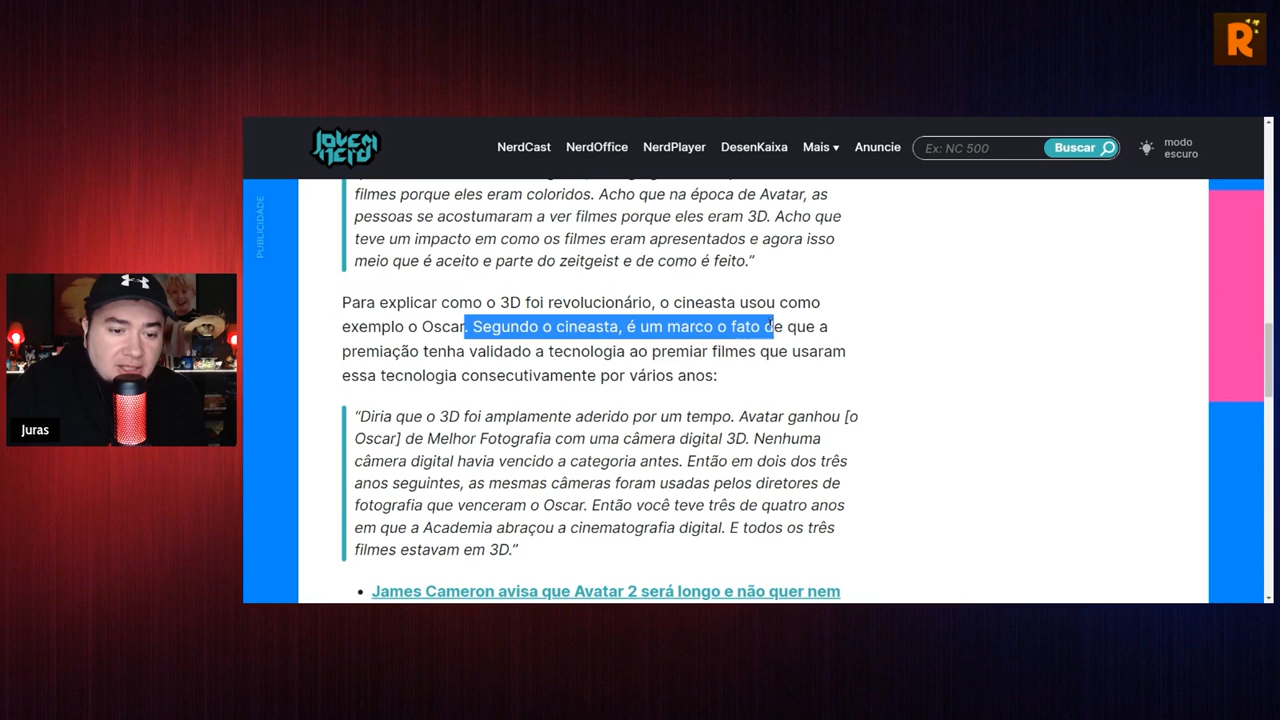 R
JOVEM
NERD
NerdCast
NerdOffice
NerdPlayer
DesenKaixa
Mais ▾
Anuncie
Ex: NC 500
Buscar
modo
escuro
PUBLICIDADE
filmes porque eles eram coloridos. Acho que na época de Avatar, as
pessoas se acostumaram a ver filmes porque eles eram 3D. Acho que
teve um impacto em como os filmes eram apresentados e agora isso
meio que é aceito e parte do zeitgeist e de como é feito.”
Para explicar como o 3D foi revolucionário, o cineasta usou como
exemplo o Oscar. Segundo o cineasta, é um marco o fato de que a
premiação tenha validado a tecnologia ao premiar filmes que usaram
essa tecnologia consecutivamente por vários anos:
“Diria que o 3D foi amplamente aderido por um tempo. Avatar ganhou [o
Oscar] de Melhor Fotografia com uma câmera digital 3D. Nenhuma
câmera digital havia vencido a categoria antes. Então em dois dos três
anos seguintes, as mesmas câmeras foram usadas pelos diretores de
fotografia que venceram o Oscar. Então você teve três de quatro anos
em que a Academia abraçou a cinematografia digital. E todos os três
filmes estavam em 3D.”
• James Cameron avisa que Avatar 2 será longo e não quer nem
Juras